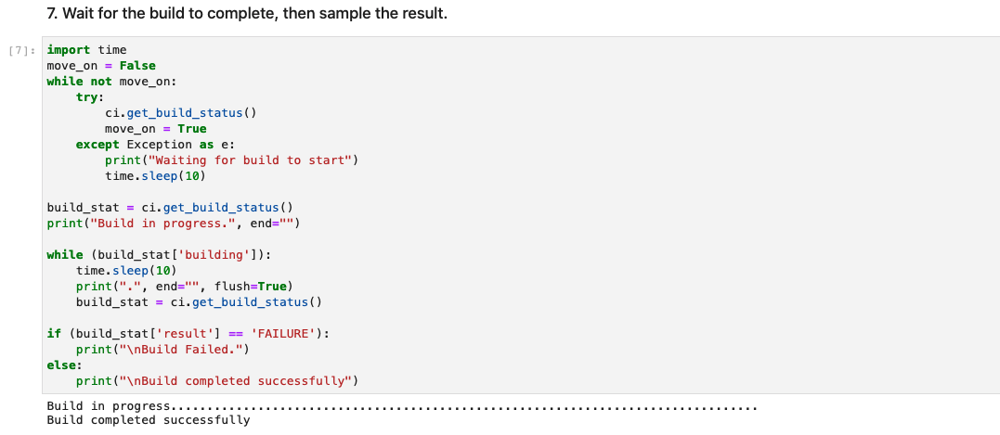 7. Wait for the build to complete, then sample the result.
[7]:
import time
move_on = False
while not move_on:
    try:
        ci.get_build_status()
        move_on = True
    except Exception as e:
        print("Waiting for build to start")
        time.sleep(10)

build_stat = ci.get_build_status()
print("Build in progress.", end="")

while (build_stat['building']):
    time.sleep(10)
    print(".", end="", flush=True)
    build_stat = ci.get_build_status()

if (build_stat['result'] == 'FAILURE'):
    print("\nBuild Failed.")
else:
    print("\nBuild completed successfully")
Build in progress.................................................................................
Build completed successfully